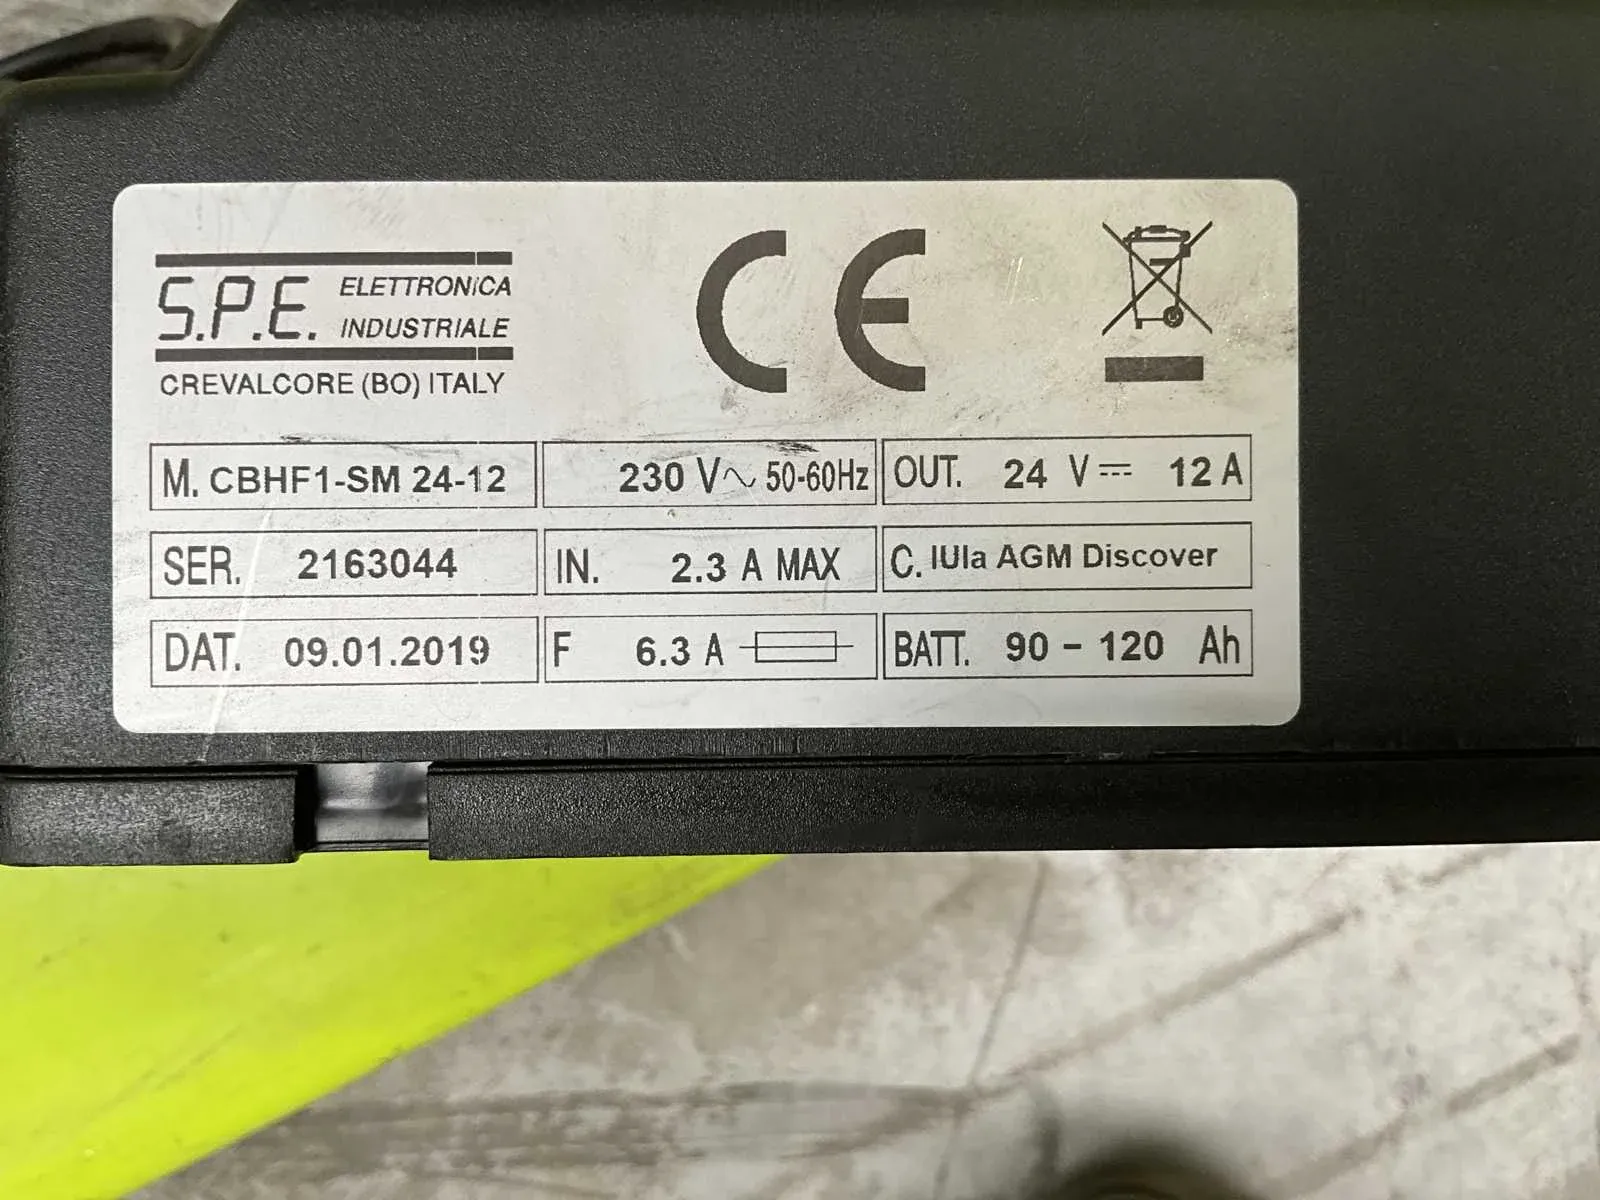 S.P.E. ELETTRONICA
INDUSTRIALE
CREVALCORE (BO) ITALY
CE
M. CBHF1-SM 24-12
230 V~ 50-60Hz
OUT. 24 V⎓ 12 A
SER. 2163044
IN. 2.3 A MAX
C. IUIa AGM Discover
DAT. 09.01.2019
F 6.3 A
BATT. 90 - 120 Ah